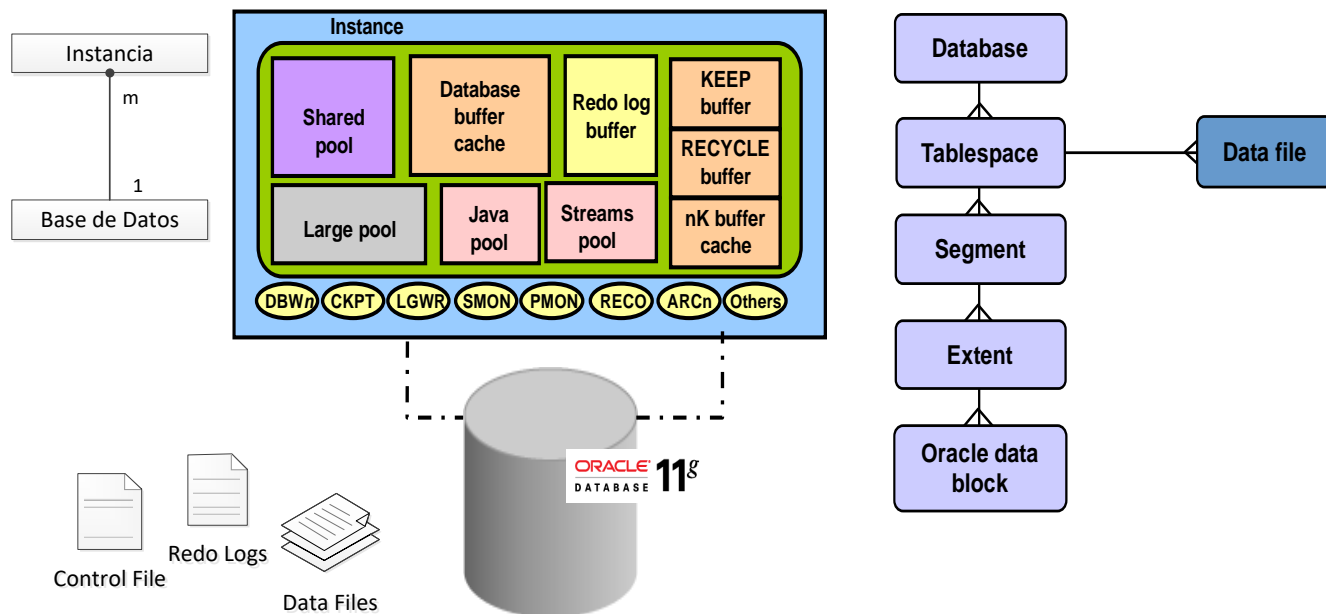 Instancia
m
1
Base de Datos
Instance
Shared
pool
Database
buffer
cache
Redo log
buffer
KEEP
buffer
RECYCLE
buffer
nK buffer
cache
Large pool
Java
pool
Streams
pool
DBWn
CKPT
LGWR
SMON
PMON
RECO
ARCn
Others
ORACLE®
DATABASE
11g
Control File
Redo Logs
Data Files
Database
Tablespace
Data file
Segment
Extent
Oracle data
block